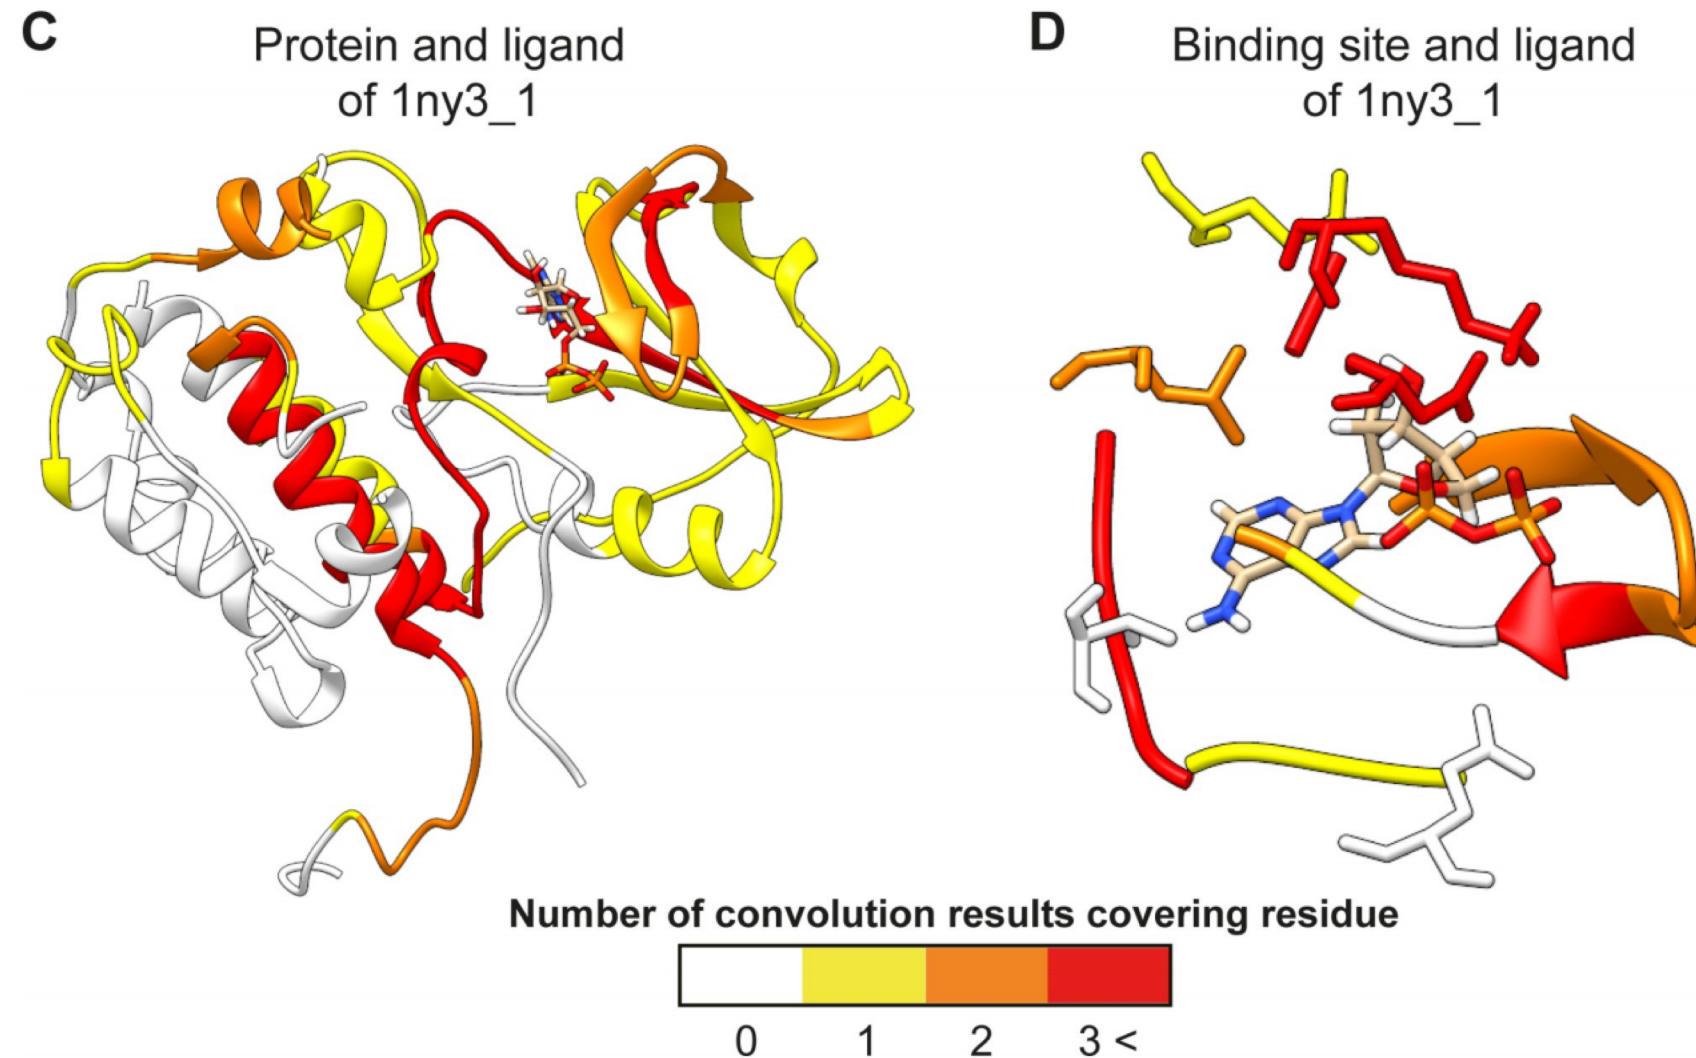 C
Protein and ligand
of 1ny3_1
D
Binding site and ligand
of 1ny3_1
Number of convolution results covering residue
0 1 2 3 <